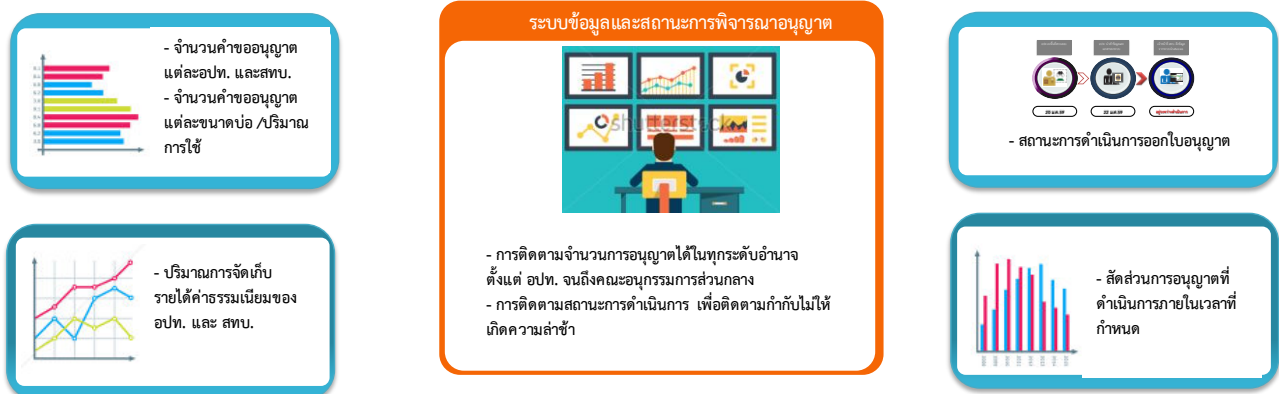 - จำนวนคำขออนุญาต
แต่ละอปท. และสทบ.
- จำนวนคำขออนุญาต
แต่ละขนาดบ่อ /ปริมาณ
การใช้
- ปริมาณการจัดเก็บ
รายได้ค่าธรรมเนียมของ
อปท. และ สทบ.
ระบบข้อมูลและสถานะการพิจารณาอนุญาต
shutterstock
- การติดตามจำนวนการอนุญาตได้ในทุกระดับอำนาจ
ตั้งแต่ อปท. จนถึงคณะอนุกรรมการส่วนกลาง
- การติดตามสถานะการดำเนินการ เพื่อติดตามกำกับไม่ให้
เกิดความล่าช้า
- สถานะการดำเนินการออกใบอนุญาต
- สัดส่วนการอนุญาตที่
ดำเนินการภายในเวลาที่
กำหนด